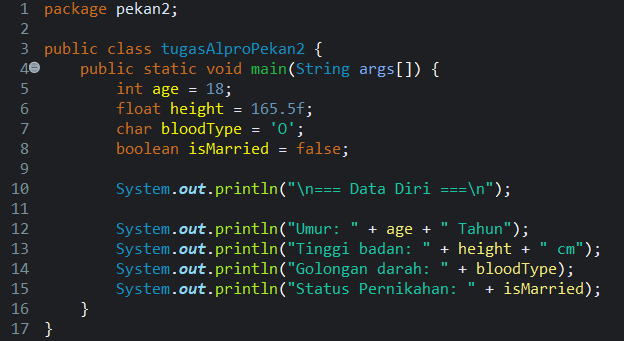 1 package pekan2;
2
3 public class tugasAlproPekan2 {
4 public static void main(String args[]) {
5 int age = 18;
6 float height = 165.5f;
7 char bloodType = 'O';
8 boolean isMarried = false;
9
10 System.out.println("\n=== Data Diri ===\n");
11
12 System.out.println("Umur: " + age + " Tahun");
13 System.out.println("Tinggi badan: " + height + " cm");
14 System.out.println("Golongan darah: " + bloodType);
15 System.out.println("Status Pernikahan: " + isMarried);
16 }
17 }